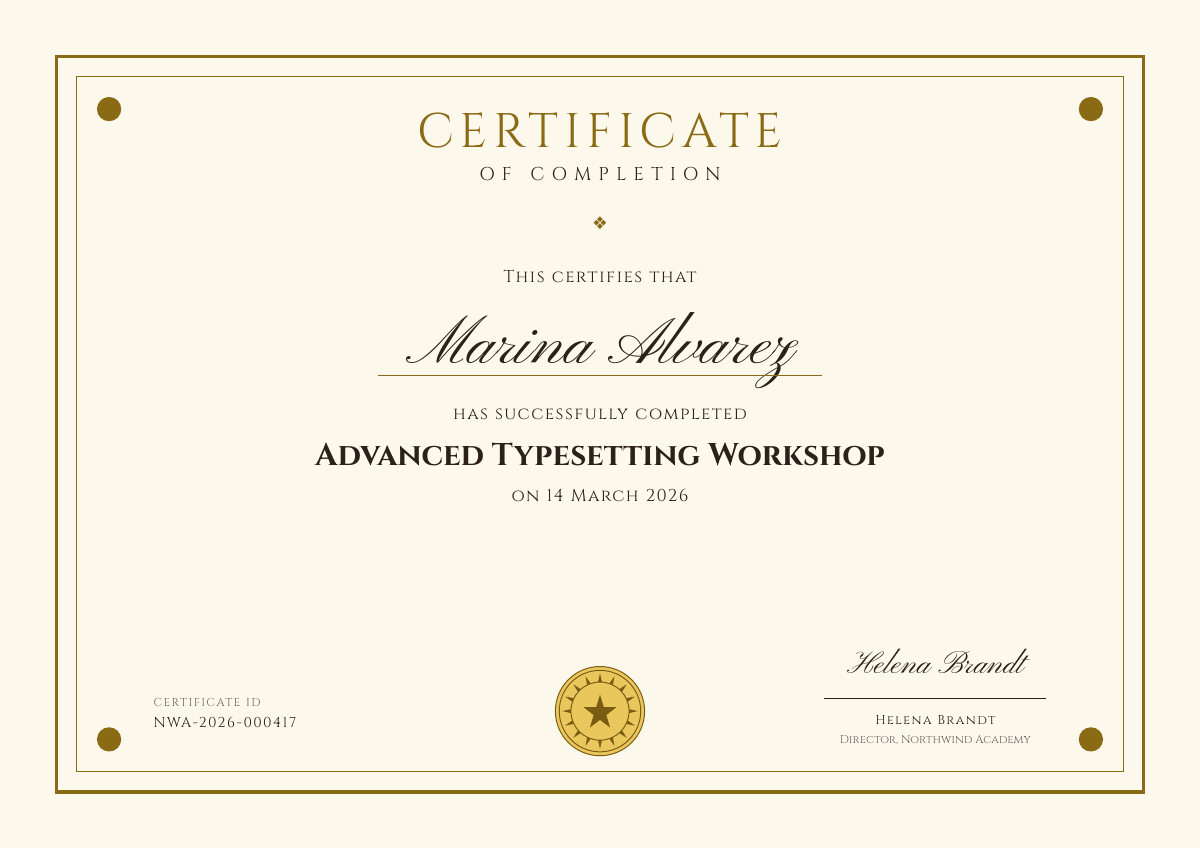 CERTIFICATE
OF COMPLETION
❖
This certifies that
Marina Alvarez
has successfully completed
Advanced Typesetting Workshop
on 14 March 2026
Helena Brandt
CERTIFICATE ID
NWA-2026-000417
Helena Brandt
Director, Northwind Academy